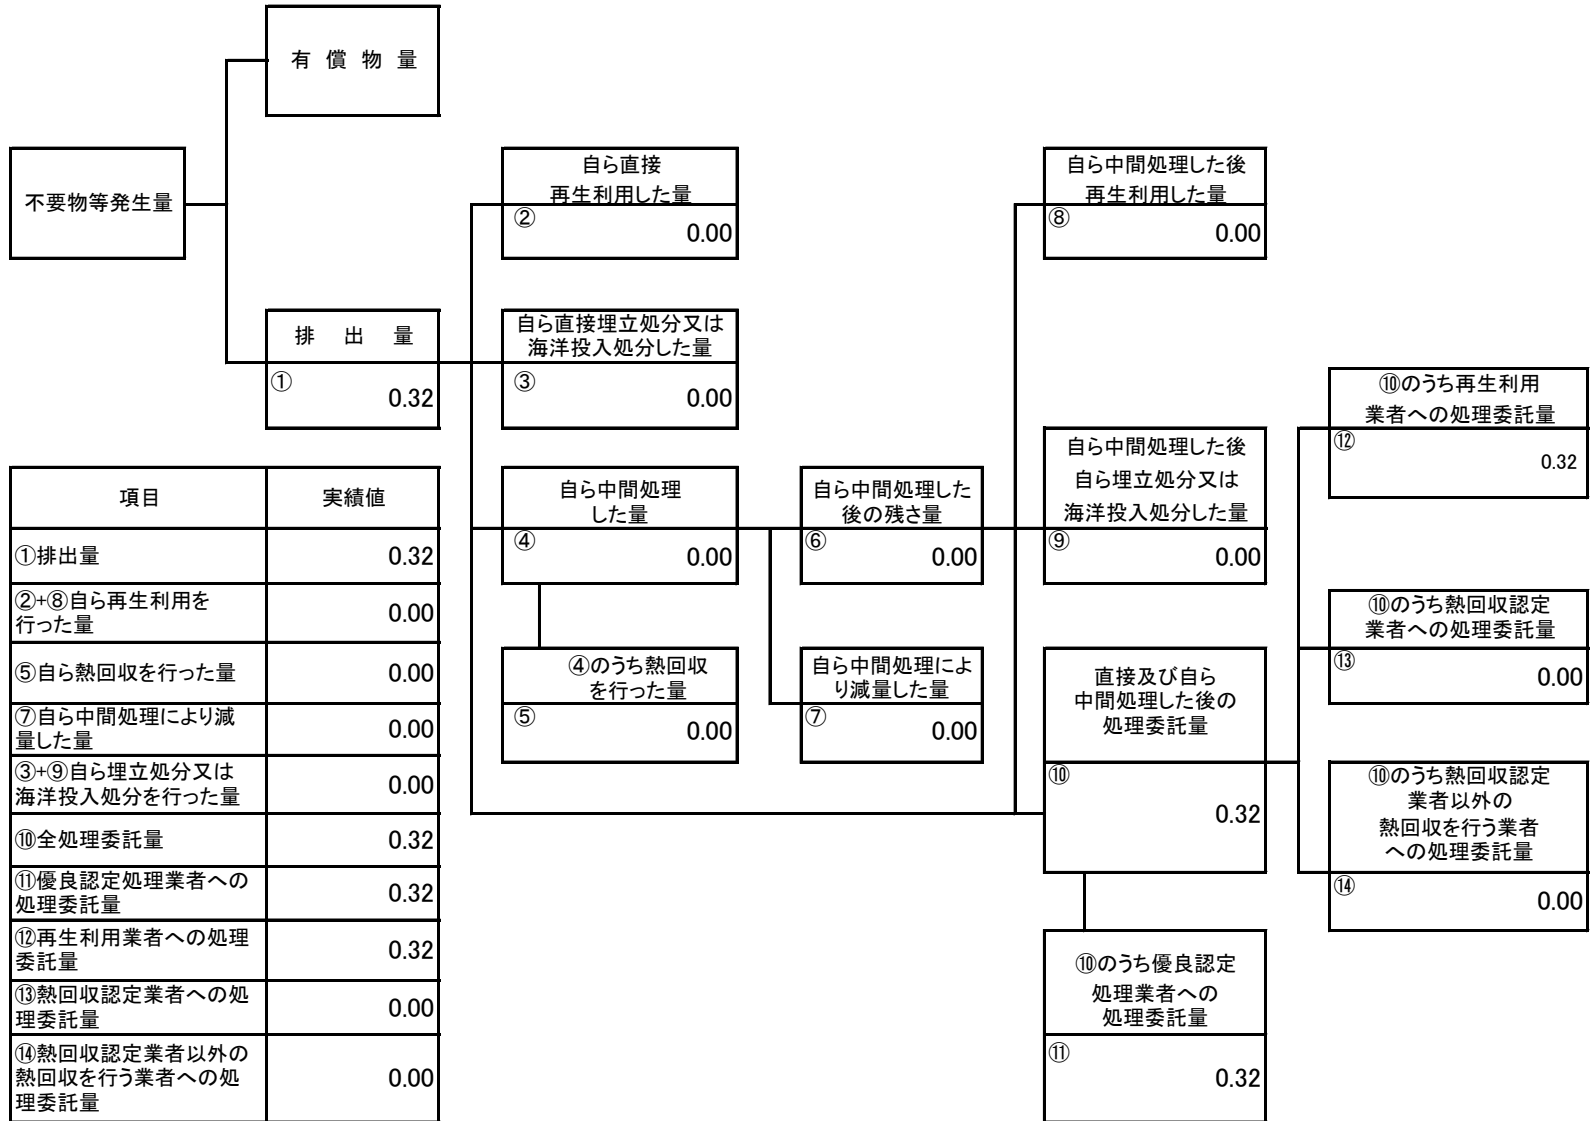 有 償 物 量
不要物等発生量
自ら直接
再生利用した量
②
0.00
自ら中間処理した後
再生利用した量
⑧
0.00
排 出 量
①
0.32
自ら直接埋立処分又は
海洋投入処分した量
③
0.00
⑩のうち再生利用
業者への処理委託量
⑫
0.32
自ら中間処理
した量
④
0.00
自ら中間処理した
後の残さ量
⑥
0.00
自ら中間処理した後
自ら埋立処分又は
海洋投入処分した量
⑨
0.00
⑩のうち熱回収認定
業者への処理委託量
⑬
0.00
④のうち熱回収
を行った量
⑤
0.00
自ら中間処理によ
り減量した量
⑦
0.00
直接及び自ら
中間処理した後の
処理委託量
⑩
0.32
⑩のうち熱回収認定
業者以外の
熱回収を行う業者
への処理委託量
⑭
0.00
⑩のうち優良認定
処理業者への
処理委託量
⑪
0.32
項目 実績値
①排出量 0.32
②+⑧自ら再生利用を
行った量
0.00
⑤自ら熱回収を行った量 0.00
⑦自ら中間処理により減
量した量
0.00
③+⑨自ら埋立処分又は
海洋投入処分を行った量
0.00
⑩全処理委託量 0.32
⑪優良認定処理業者への
処理委託量
0.32
⑫再生利用業者への処理
委託量
0.32
⑬熱回収認定業者への処
理委託量
0.00
⑭熱回収認定業者以外の
熱回収を行う業者への処
理委託量
0.00